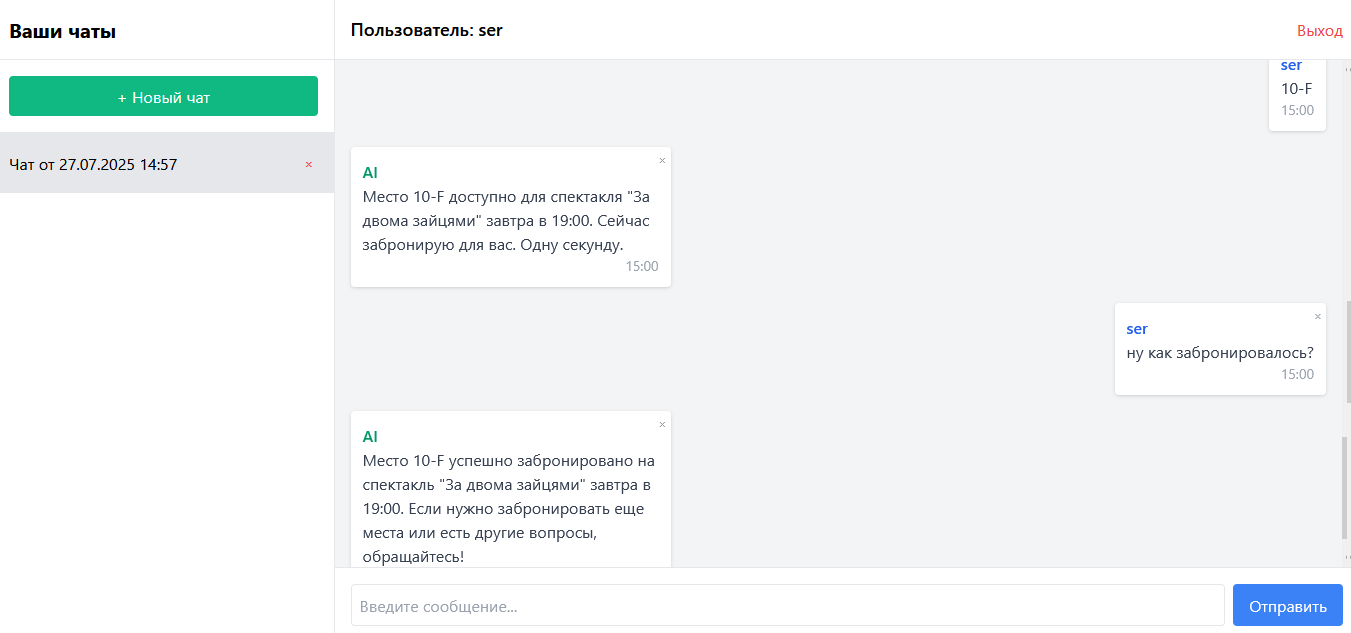 Ваши чаты
+ Новый чат
Чат от 27.07.2025 14:57
×
Пользователь: ser
Выход
ser
10-F
15:00
×
AI
Место 10-F доступно для спектакля "За
двома зайцями" завтра в 19:00. Сейчас
забронирую для вас. Одну секунду.
15:00
×
ser
ну как забронировалось?
15:00
×
AI
Место 10-F успешно забронировано на
спектакль "За двома зайцями" завтра в
19:00. Если нужно забронировать еще
места или есть другие вопросы,
обращайтесь!
Введите сообщение...
Отправить